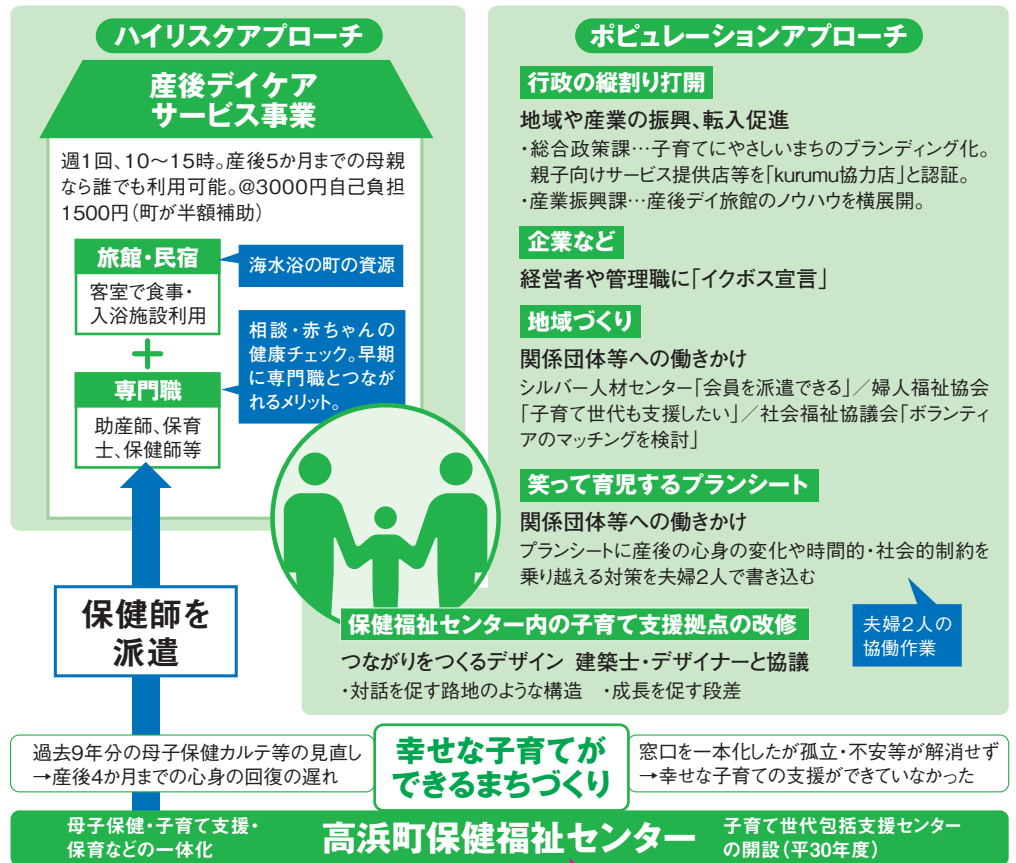 ハイリスクアプローチ
産後デイケア
サービス事業
週1回、10〜15時。産後5か月までの母親
なら誰でも利用可能。@3000円自己負担
1500円(町が半額補助)
旅館・民宿
客室で食事・
入浴施設利用
海水浴の町の資源
+
専門職
助産師、保育
士、保健師等
相談・赤ちゃんの
健康チェック。早期
に専門職とつなが
れるメリット。
保健師を
派遣
ポピュレーションアプローチ
行政の縦割り打開
地域や産業の振興、転入促進
・総合政策課…子育てにやさしいまちのブランディング化。
親子向けサービス提供店等を「kurumu協力店」と認証。
・産業振興課…産後デイ旅館のノウハウを横展開。
企業など
経営者や管理職に「イクボス宣言」
地域づくり
関係団体等への働きかけ
シルバー人材センター「会員を派遣できる」/婦人福祉協会
「子育て世代も支援したい」/社会福祉協議会「ボランティ
アのマッチングを検討」
笑って育児するプランシート
関係団体等への働きかけ
プランシートに産後の心身の変化や時間的・社会的制約を
乗り越える対策を夫婦2人で書き込む
夫婦2人の
協働作業
保健福祉センター内の子育て支援拠点の改修
つながりをつくるデザイン 建築士・デザイナーと協議
・対話を促す路地のような構造 ・成長を促す段差
過去9年分の母子保健カルテ等の見直し
→産後4か月までの心身の回復の遅れ
幸せな子育てが
できるまちづくり
窓口を一本化したが孤立・不安等が解消せず
→幸せな子育ての支援ができていなかった
母子保健・子育て支援・
保育などの一体化
高浜町保健福祉センター
子育て世代包括支援センター
の開設(平30年度)